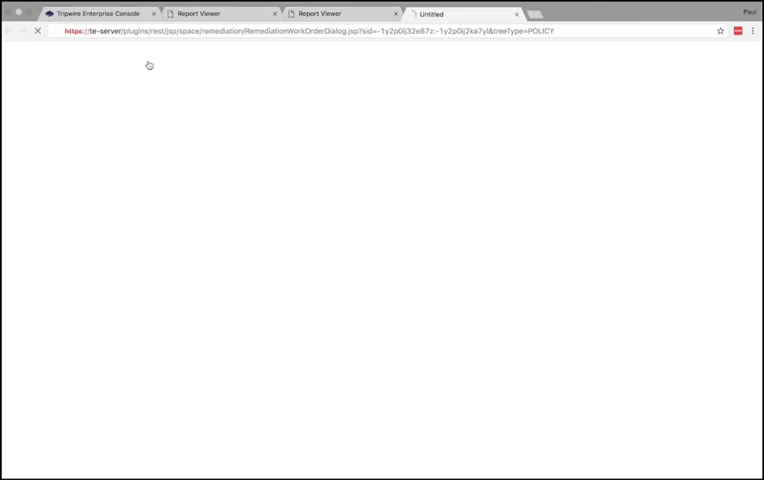 Tripwire Enterprise Console
Report Viewer
Report Viewer
Untitled
Paul
https://te-server/plugins/rest/jsp/space/remediation/RemediationWorkOrderDialog.jsp?sid=-1y2p0ij32e87z:-1y2p0ij2ka7yl&treeType=POLICY